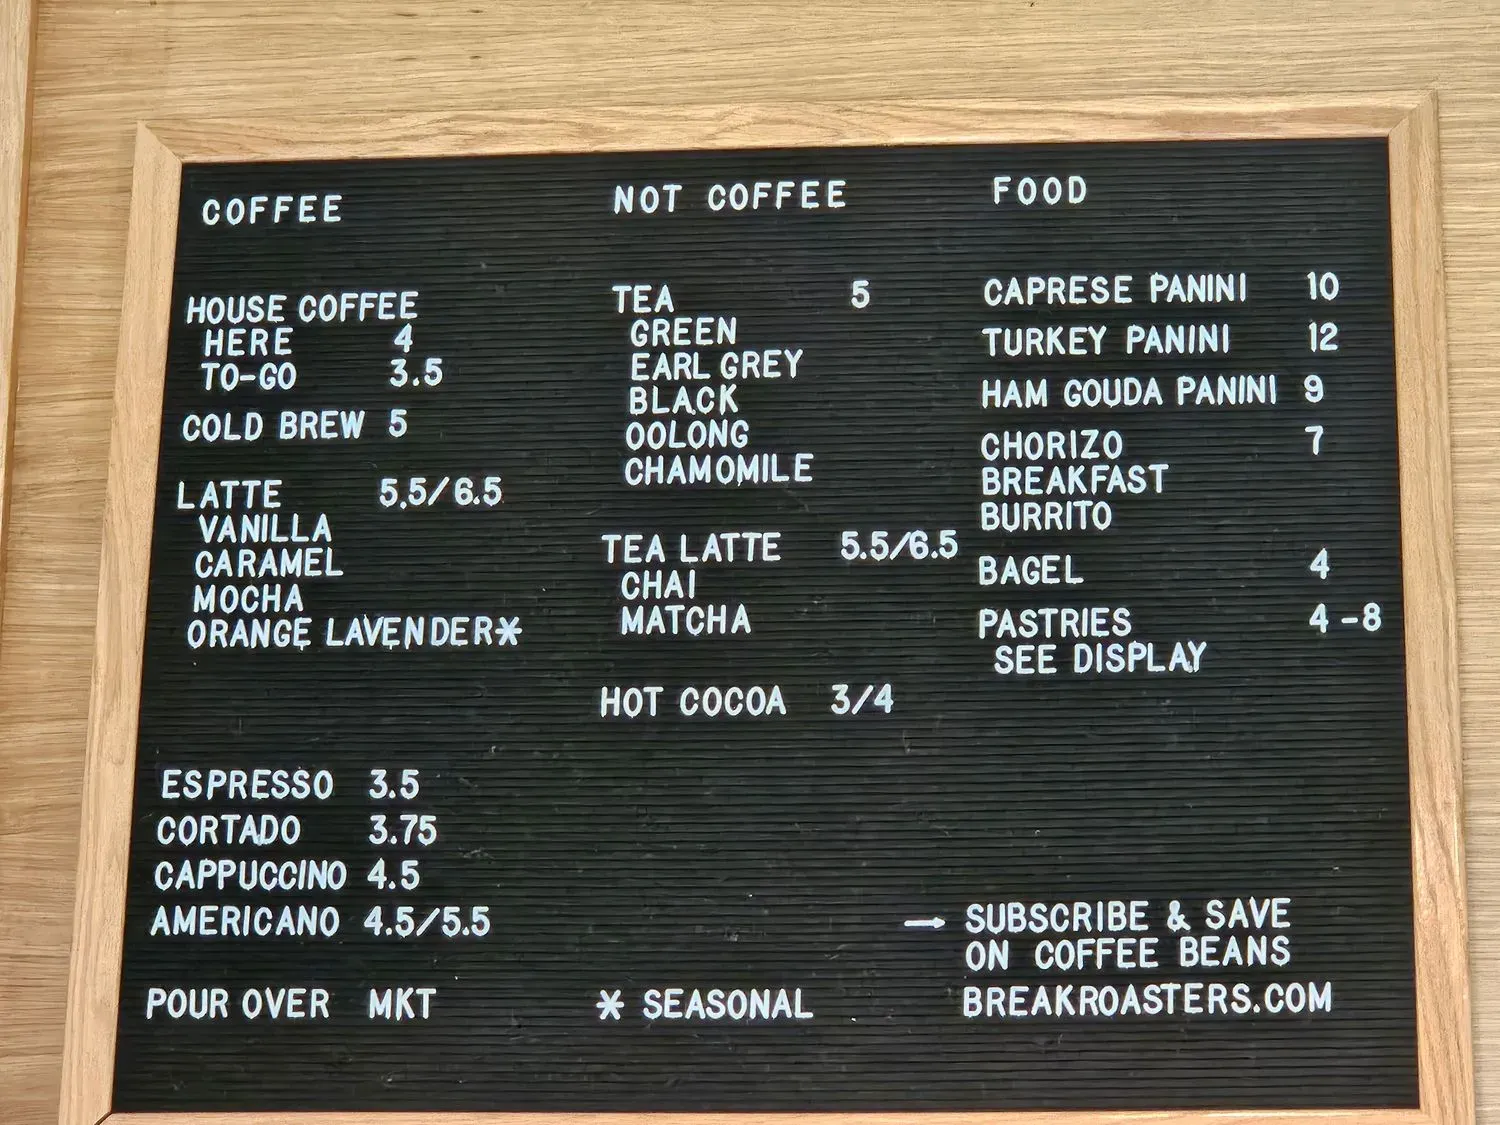 COFFEE
HOUSE COFFEE
HERE 4
TO-GO 3.5
COLD BREW 5
LATTE 5.5/6.5
VANILLA
CARAMEL
MOCHA
ORANGE LAVENDER*
ESPRESSO 3.5
CORTADO 3.75
CAPPUCCINO 4.5
AMERICANO 4.5/5.5
POUR OVER MKT
NOT COFFEE
TEA 5
GREEN
EARL GREY
BLACK
OOLONG
CHAMOMILE
TEA LATTE 5.5/6.5
CHAI
MATCHA
HOT COCOA 3/4
* SEASONAL
FOOD
CAPRESE PANINI 10
TURKEY PANINI 12
HAM GOUDA PANINI 9
CHORIZO 7
BREAKFAST
BURRITO
BAGEL 4
PASTRIES 4-8
SEE DISPLAY
→ SUBSCRIBE & SAVE
ON COFFEE BEANS
BREAKROASTERS.COM